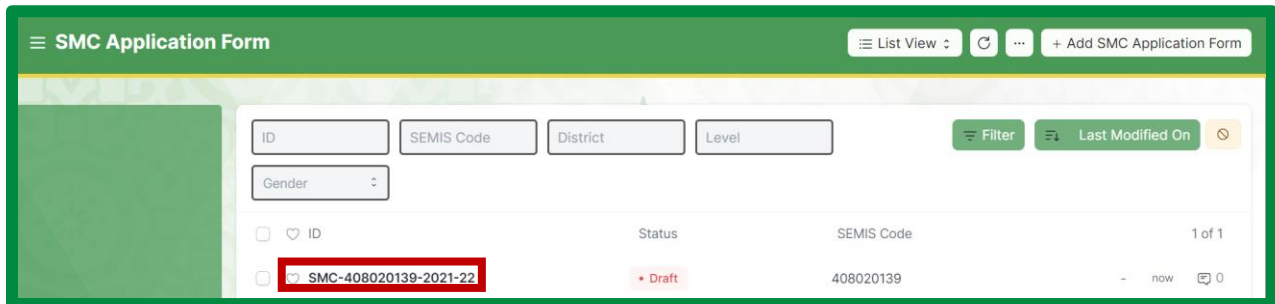 SMC Application Form
List View
+ Add SMC Application Form
ID
SEMIS Code
District
Level
Filter
Last Modified On
Gender
ID Status SEMIS Code 1 of 1
SMC-408020139-2021-22 • Draft 408020139 - now 0